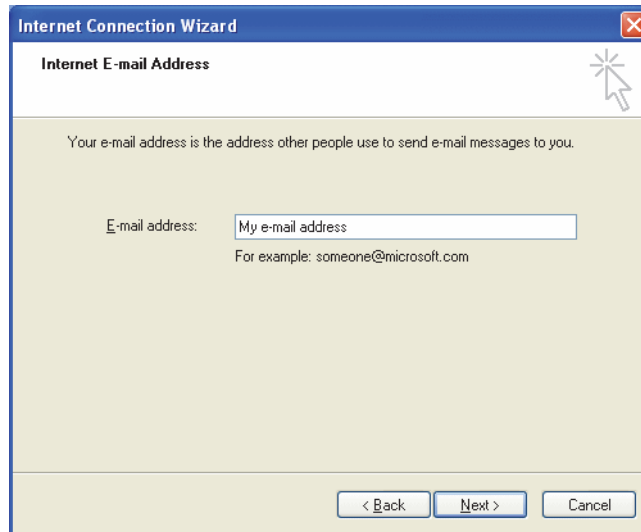 Internet Connection Wizard
Internet E-mail Address
Your e-mail address is the address other people use to send e-mail messages to you.
E-mail address: My e-mail address
For example: someone@microsoft.com
< Back Next > Cancel